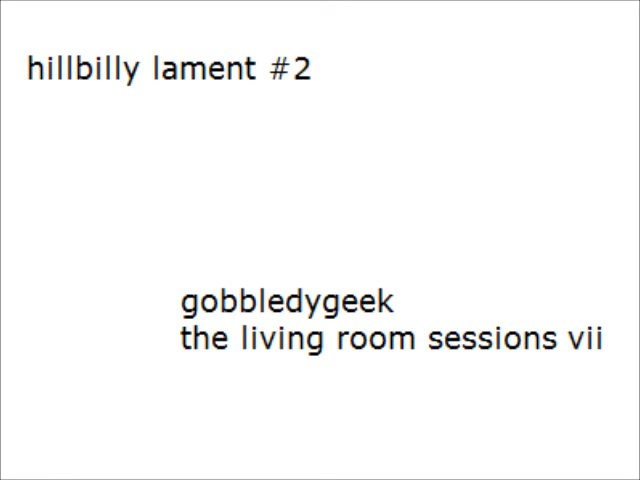 hillbilly lament #2
gobbledygeek
the living room sessions vii